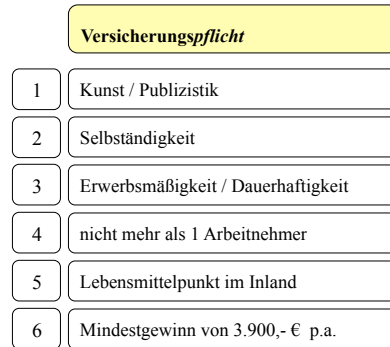 Versicherungspflicht
1 Kunst / Publizistik
2 Selbständigkeit
3 Erwerbsmäßigkeit / Dauerhaftigkeit
4 nicht mehr als 1 Arbeitnehmer
5 Lebensmittelpunkt im Inland
6 Mindestgewinn von 3.900,- € p.a.